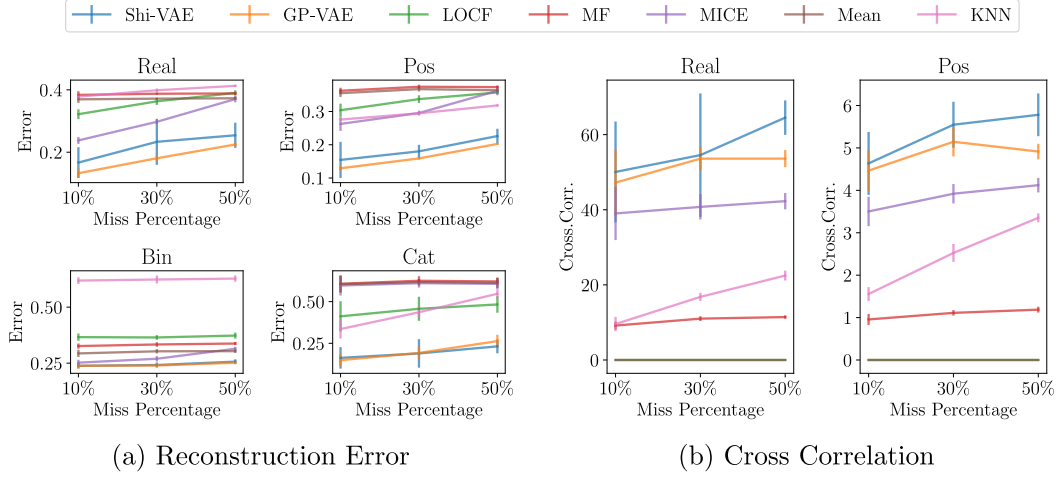 Shi-VAE GP-VAE LOCF MF MICE Mean KNN
Real Pos
Error
0.4
0.2
10% 30% 50%
Miss Percentage
Error
0.3
0.2
0.1
10% 30% 50%
Miss Percentage
Bin Cat
Error
0.50
0.25
10% 30% 50%
Miss Percentage
Error
0.50
0.25
10% 30% 50%
Miss Percentage
(a) Reconstruction Error
Real Pos
Cross.Corr.
60
40
20
0
10% 30% 50%
Miss Percentage
Cross.Corr.
6
5
4
3
2
1
0
10% 30% 50%
Miss Percentage
(b) Cross Correlation